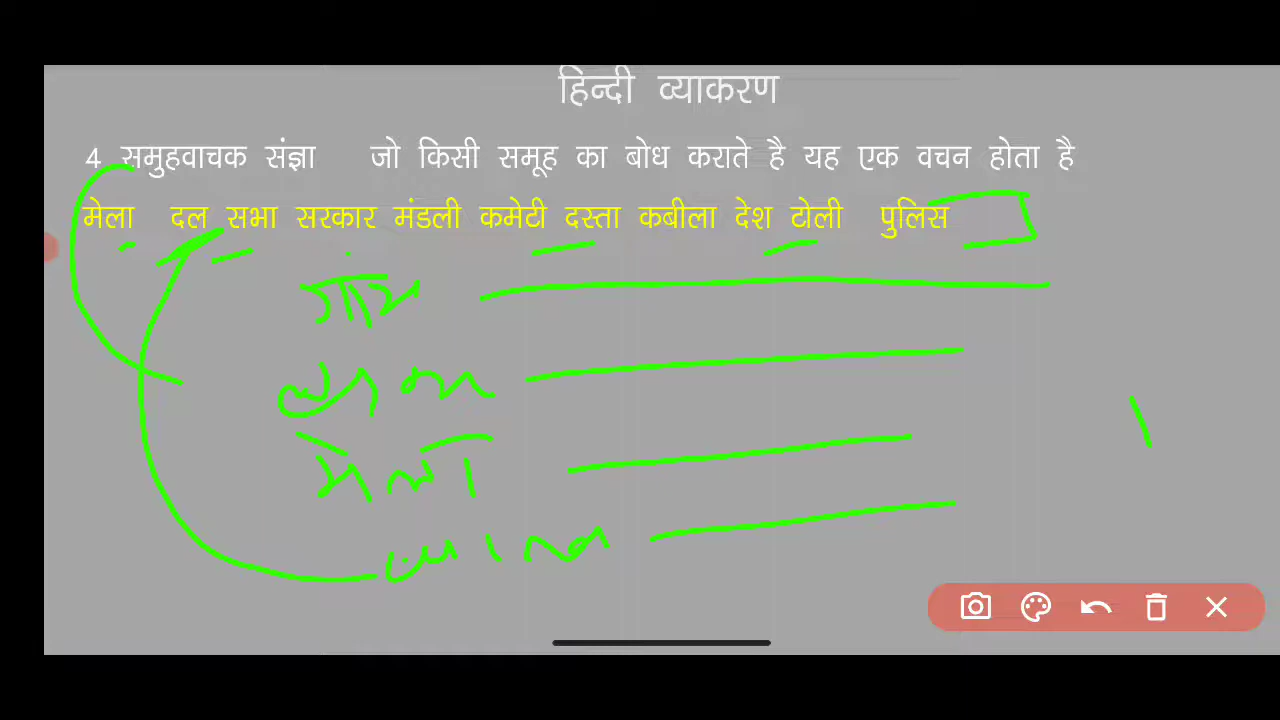 हिन्दी व्याकरण
4 समुहवाचक संज्ञा जो किसी समूह का बोध कराते है यह एक वचन होता है
मेला दल सभा सरकार मंडली कमेटी दस्ता कबीला देश टोली पुलिस
मेला